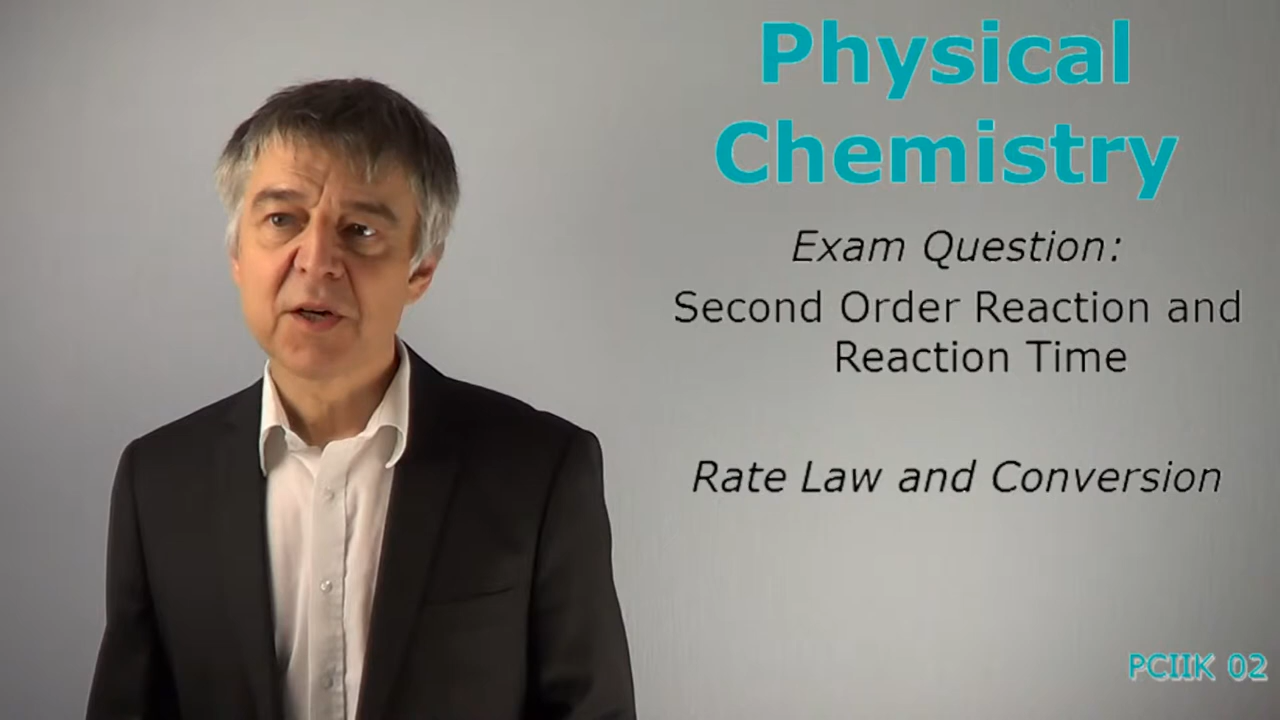 Physical
Chemistry
Exam Question:
Second Order Reaction and
Reaction Time
Rate Law and Conversion
PCIIK 02